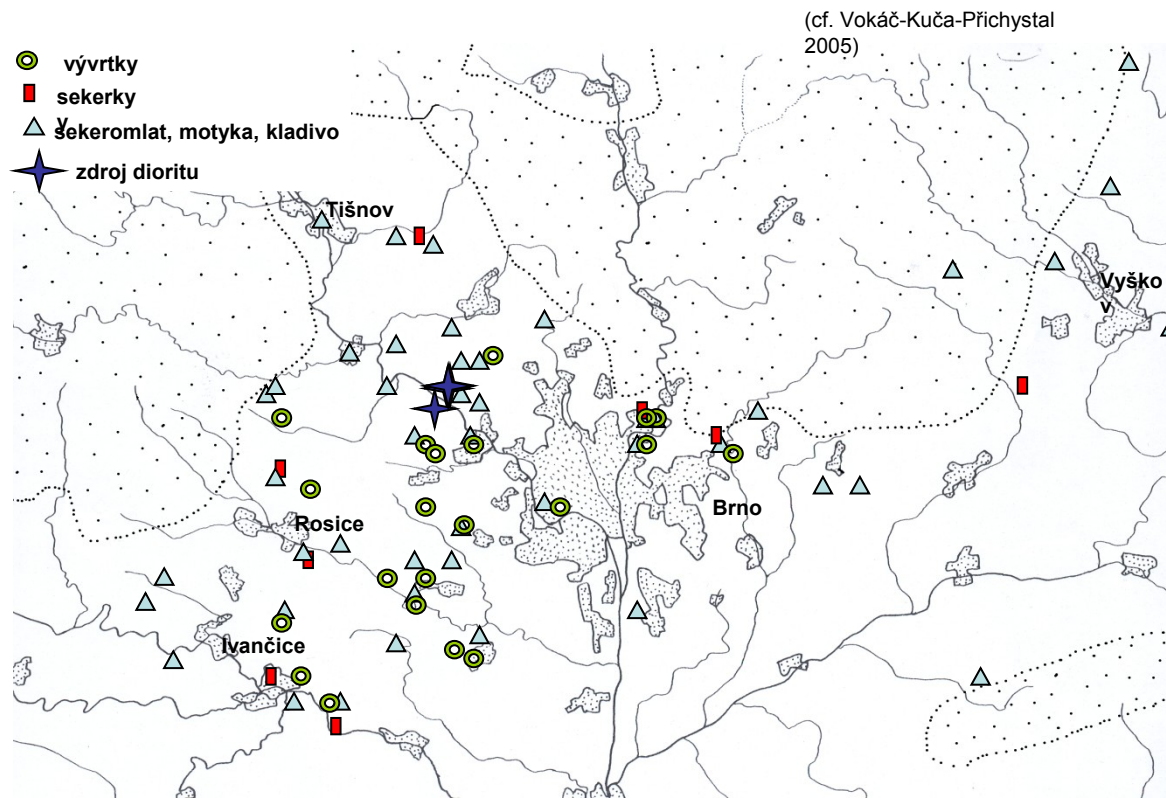 (cf. Vokáč-Kuča-Přichystal
2005)
vývrtky
sekerky
v
sekeromlat, motyka, kladivo
zdroj dioritu
Tišnov
Vyško
v
Brno
Rosice
Ivančice